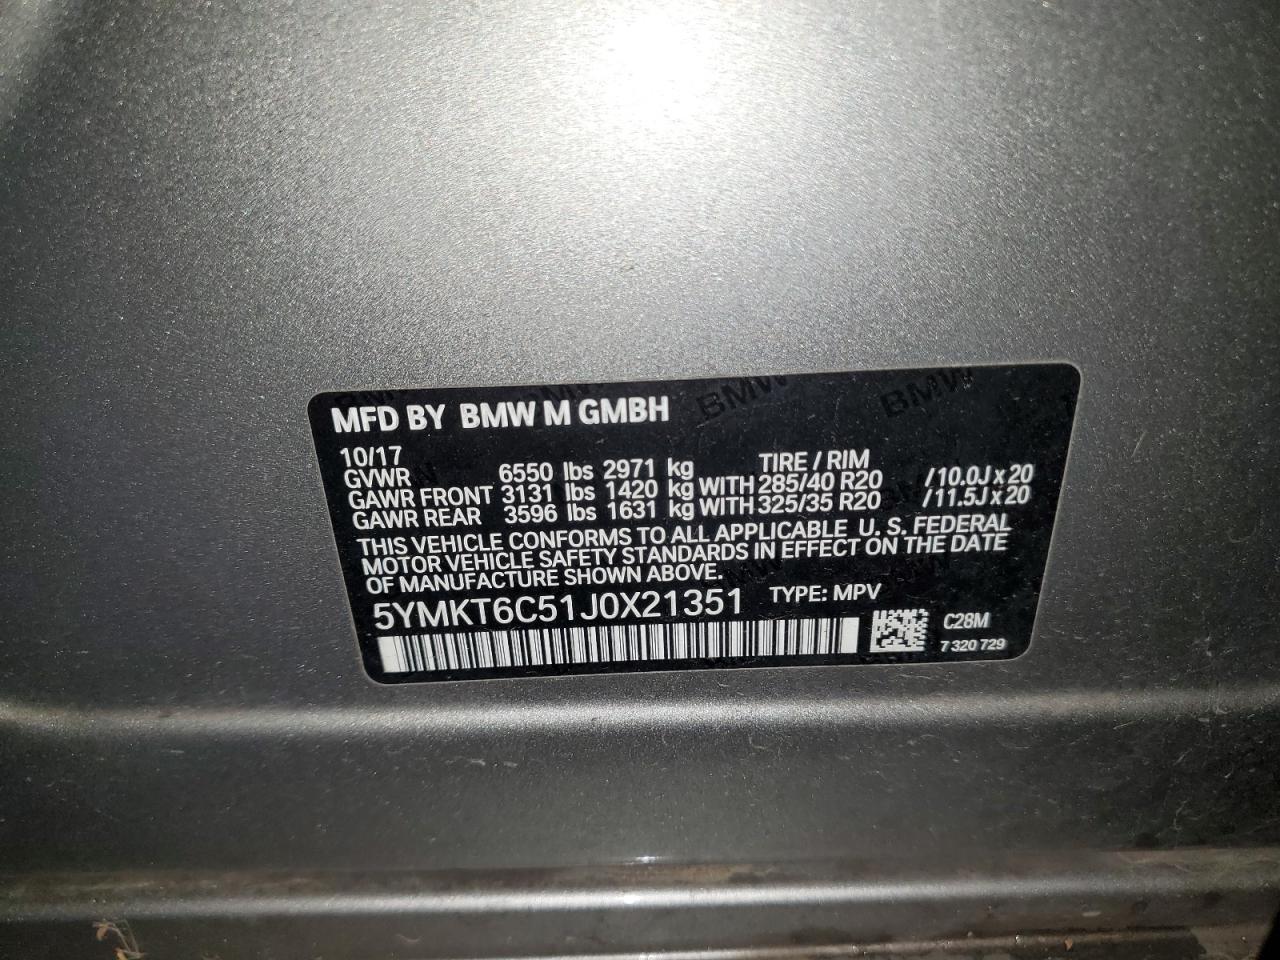 MFD BY BMW M GMBH
10/17 TIRE / RIM
GVWR 6550 lbs 2971 kg
GAWR FRONT 3131 lbs 1420 kg WITH 285/40 R20 /10.0J x 20
GAWR REAR 3596 lbs 1631 kg WITH 325/35 R20 /11.5J x 20
THIS VEHICLE CONFORMS TO ALL APPLICABLE U. S. FEDERAL
MOTOR VEHICLE SAFETY STANDARDS IN EFFECT ON THE DATE
OF MANUFACTURE SHOWN ABOVE.
5YMKT6C51J0X21351 TYPE: MPV
C28M
7 320 729